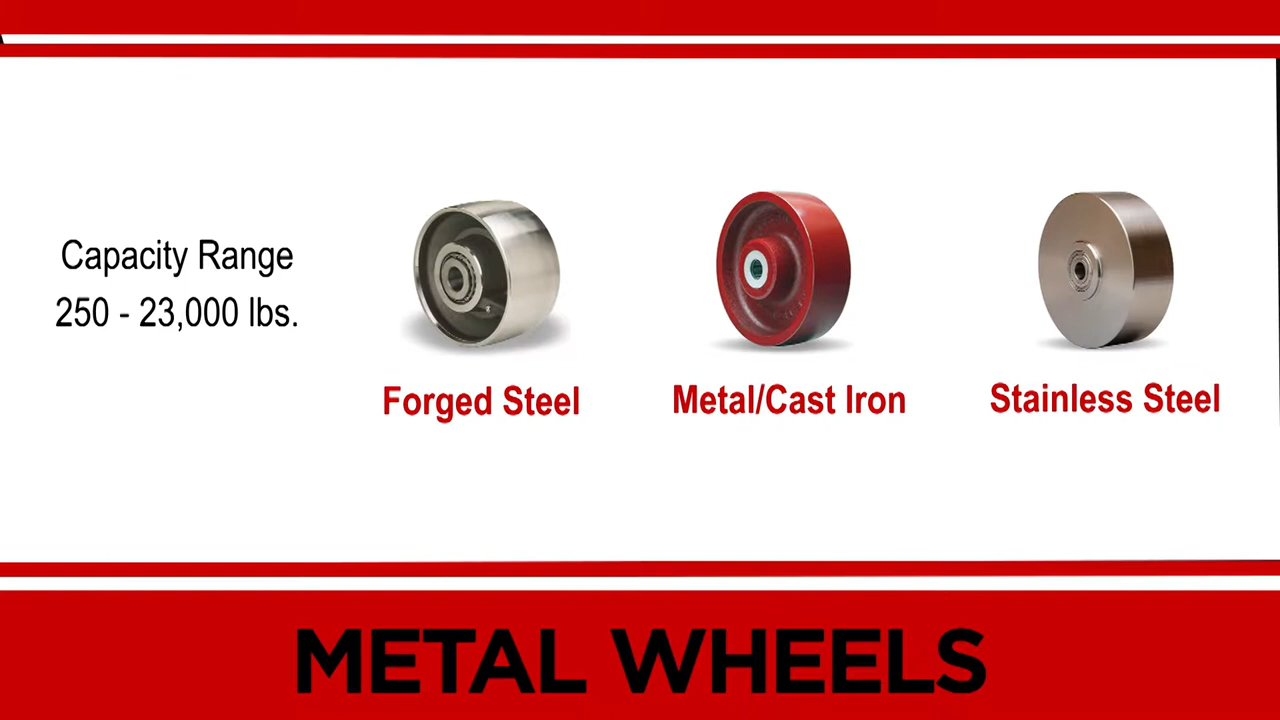 Capacity Range
250 - 23,000 lbs.
Forged Steel
Metal/Cast Iron
Stainless Steel
METAL WHEELS